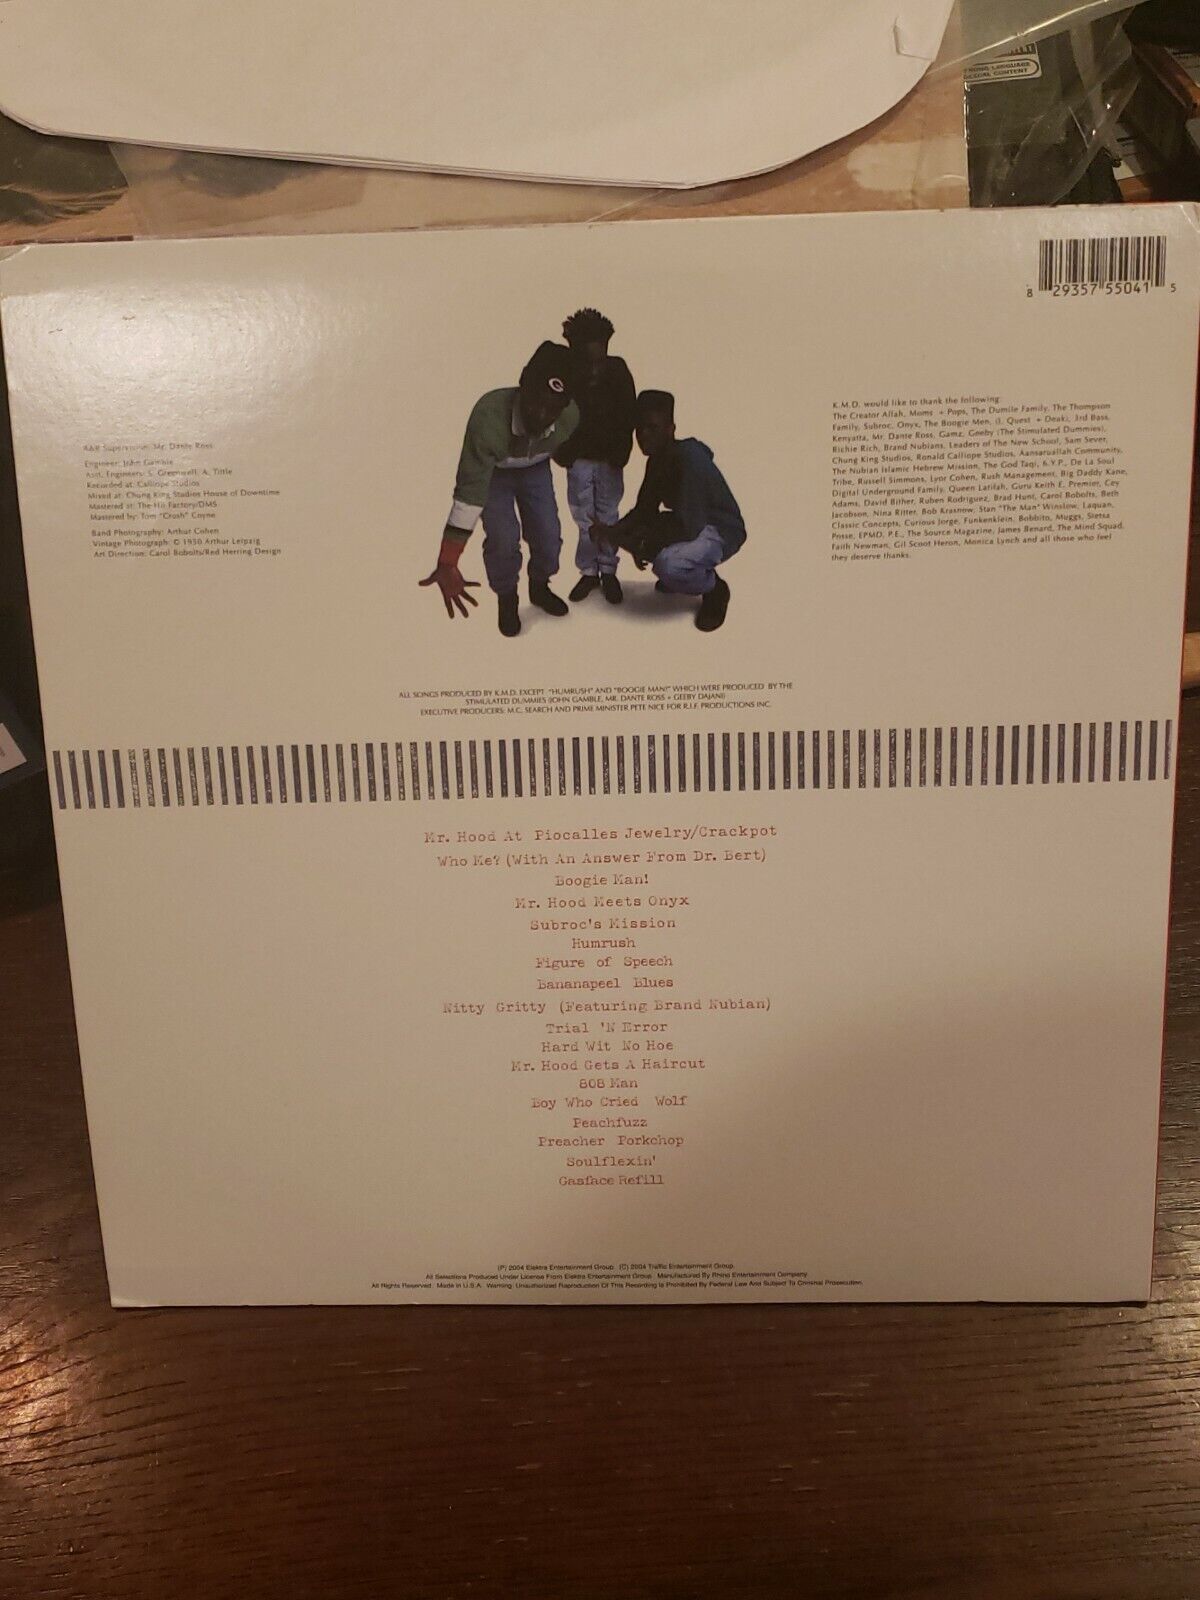 STRONG LANGUAGE
SEXUAL CONTENT
8 29357 55041 5
G
A&R Supervision: Mr. Dante Ross
Engineer: John Gamble
Asst. Engineers: S. Greenwell, A. Tittle
Recorded at: Calliope Studios
Mixed at: Chung King Studios House of Downtime
Mastered at: The Hit Factory/DMS
Mastered by: Tom "Crush" Coyne
Band Photography: Arthur Cohen
Vintage Photograph: © 1950 Arthur Leipzig
Art Direction: Carol Bobolts/Red Herring Design
K.M.D. would like to thank the following:
The Creator Allah, Moms + Pops, The Dumile Family, The Thompson
Family, Subroc, Onyx, The Boogie Men, (J. Quest + Deak), 3rd Bass,
Kenyatta, Mr. Dante Ross, Gamz, Geeby (The Stimulated Dummies),
Richie Rich, Brand Nubians, Leaders of The New School, Sam Sever,
Chung King Studios, Ronald Calliope Studios, Aansaruallah Community,
The Nubian Islamic Hebrew Mission, The God Taqi, 6.Y.P., De La Soul
Tribe, Russell Simmons, Lyor Cohen, Rush Management, Big Daddy Kane,
Digital Underground Family, Queen Latifah, Guru Keith E. Premier, Cey
Adams, David Bither, Ruben Rodriguez, Brad Hunt, Carol Bobolts, Beth
Jacobson, Nina Ritter, Bob Krasnow, Stan "The Man" Winslow, Laquan,
Classic Concepts, Curious Jorge, Funkenklein, Bobbito, Muggs, Sietsa
Posse, EPMD, P.E., The Source Magazine, James Benard, The Mind Squad,
Faith Newman, Gil Scoot Heron, Monica Lynch and all those who feel
they deserve thanks.
ALL SONGS PRODUCED BY K.M.D. EXCEPT "HUMRUSH" AND "BOOGIE MAN!" WHICH WERE PRODUCED BY THE
STIMULATED DUMMIES (JOHN GAMBLE, MR. DANTE ROSS + GEEBY DAJANI)
EXECUTIVE PRODUCERS: M.C. SEARCH AND PRIME MINISTER PETE NICE FOR R.I.F. PRODUCTIONS INC.
Mr. Hood At Piocalles Jewelry/Crackpot
Who Me? (With An Answer From Dr. Bert)
Boogie Man!
Mr. Hood Meets Onyx
Subroc's Mission
Humrush
Figure of Speech
Bananapeel Blues
Nitty Gritty (Featuring Brand Nubian)
Trial 'N Error
Hard Wit No Hoe
Mr. Hood Gets A Haircut
808 Man
Boy Who Cried Wolf
Peachfuzz
Preacher Porkchop
Soulflexin'
Gasface Refill
(P) 2004 Elektra Entertainment Group. (C) 2004 Traffic Entertainment Group.
All Selections Produced Under License From Elektra Entertainment Group. Manufactured By Rhino Entertainment Company.
All Rights Reserved. Made in U.S.A. Warning: Unauthorized Reproduction Of This Recording Is Prohibited By Federal Law And Subject To Criminal Prosecution.